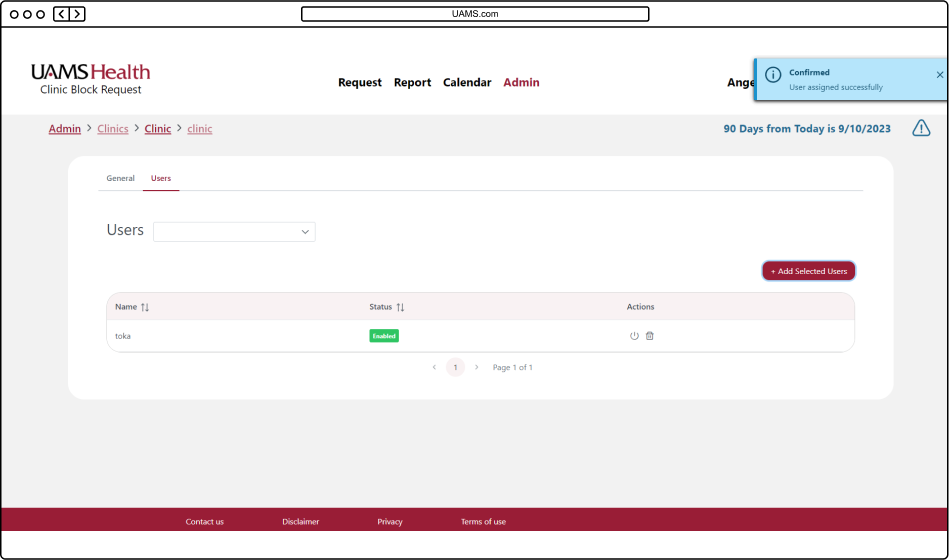 UAMS.com
UAMS Health
Clinic Block Request
Request Report Calendar Admin
Ange
Confirmed
User assigned successfully
Admin > Clinics > Clinic > clinic
90 Days from Today is 9/10/2023
General Users
Users
+ Add Selected Users
Name Status Actions
toka Enabled
< 1 > Page 1 of 1
Contact us Disclaimer Privacy Terms of use